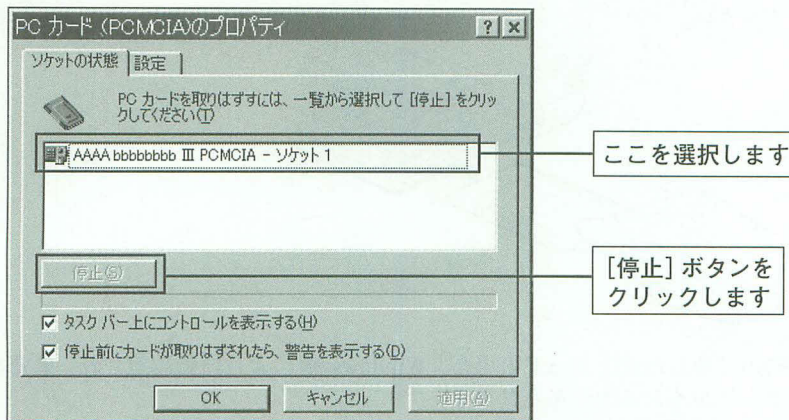 PC カード (PCMCIA)のプロパティ
ソケットの状態
設定
PC カードを取りはずすには、一覧から選択して [停止] をクリッ
クしてください(T)
AAAA bbbbbbbb III PCMCIA - ソケット 1
ここを選択します
停止(S)
[停止] ボタンを
クリックします
タスク バー上にコントロールを表示する(H)
停止前にカードが取りはずされたら、警告を表示する(D)
OK
キャンセル
適用(A)